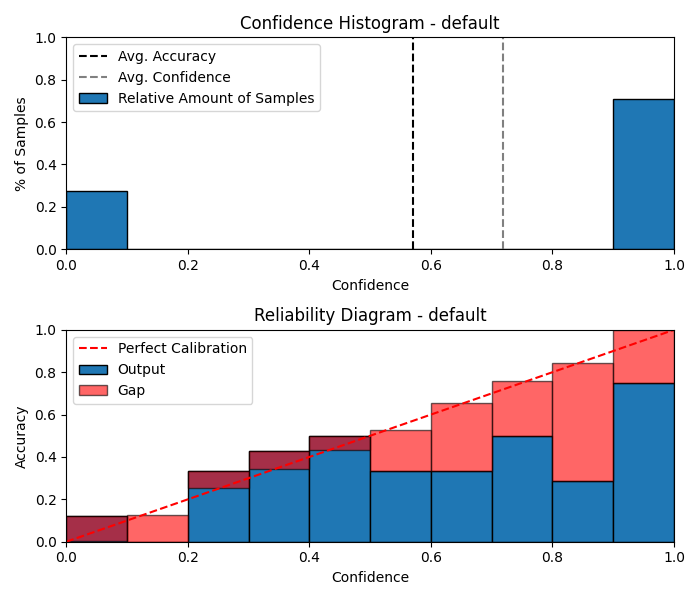 Confidence Histogram - default
1.0
0.8
0.6
0.4
0.2
0.0
% of Samples
Avg. Accuracy
Avg. Confidence
Relative Amount of Samples
0.0 0.2 0.4 0.6 0.8 1.0
Confidence
Reliability Diagram - default
1.0
0.8
0.6
0.4
0.2
0.0
Accuracy
Perfect Calibration
Output
Gap
0.0 0.2 0.4 0.6 0.8 1.0
Confidence